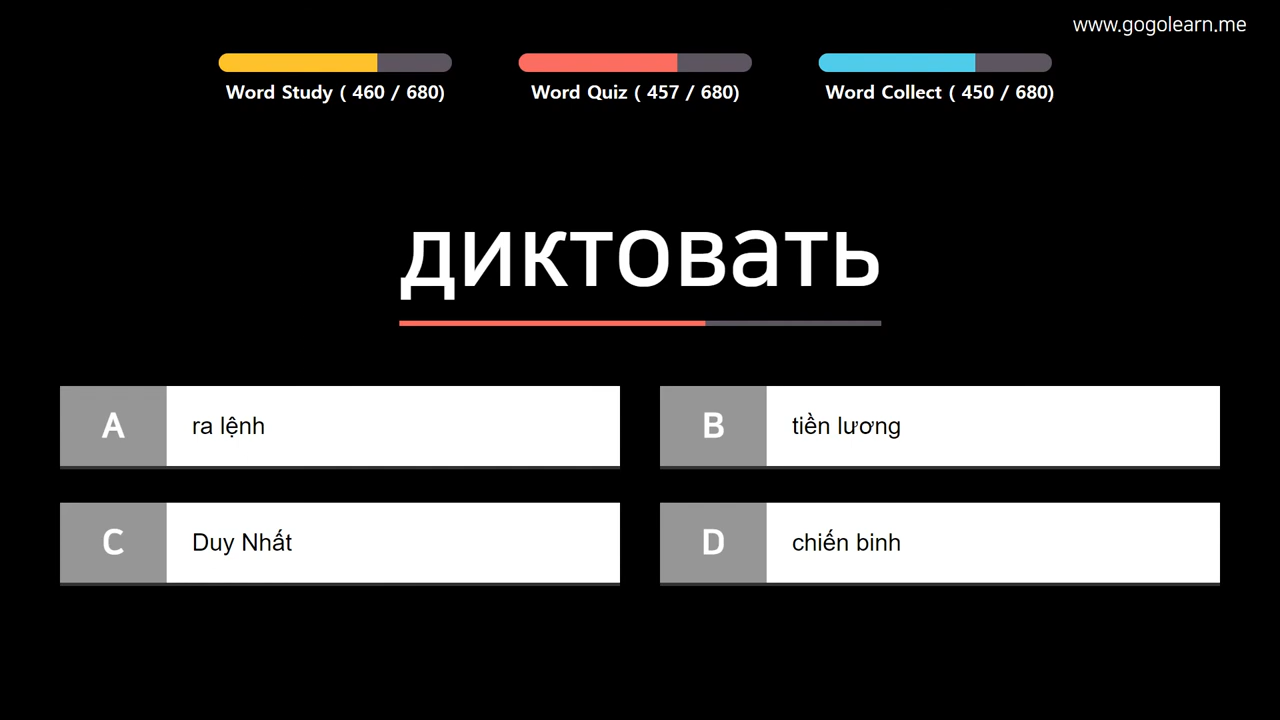 www.gogolearn.me
Word Study ( 460 / 680)
Word Quiz ( 457 / 680)
Word Collect ( 450 / 680)
диктовать
A ra lệnh
B tiền lương
C Duy Nhất
D chiến binh